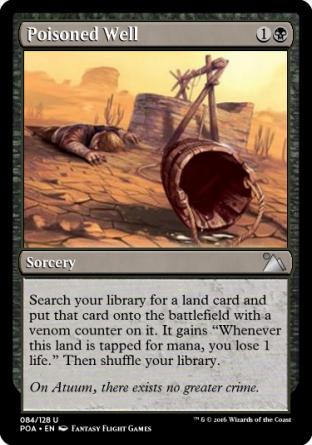 Poisoned Well 1
Sorcery
Search your library for a land card and
put that card onto the battlefield with a
venom counter on it. It gains “Whenever
this land is tapped for mana, you lose 1
life.” Then shuffle your library.
On Atuum, there exists no greater crime.
084/128 U
POA • EN FANTASY FLIGHT GAMES
™ & © 2016 Wizards of the Coast